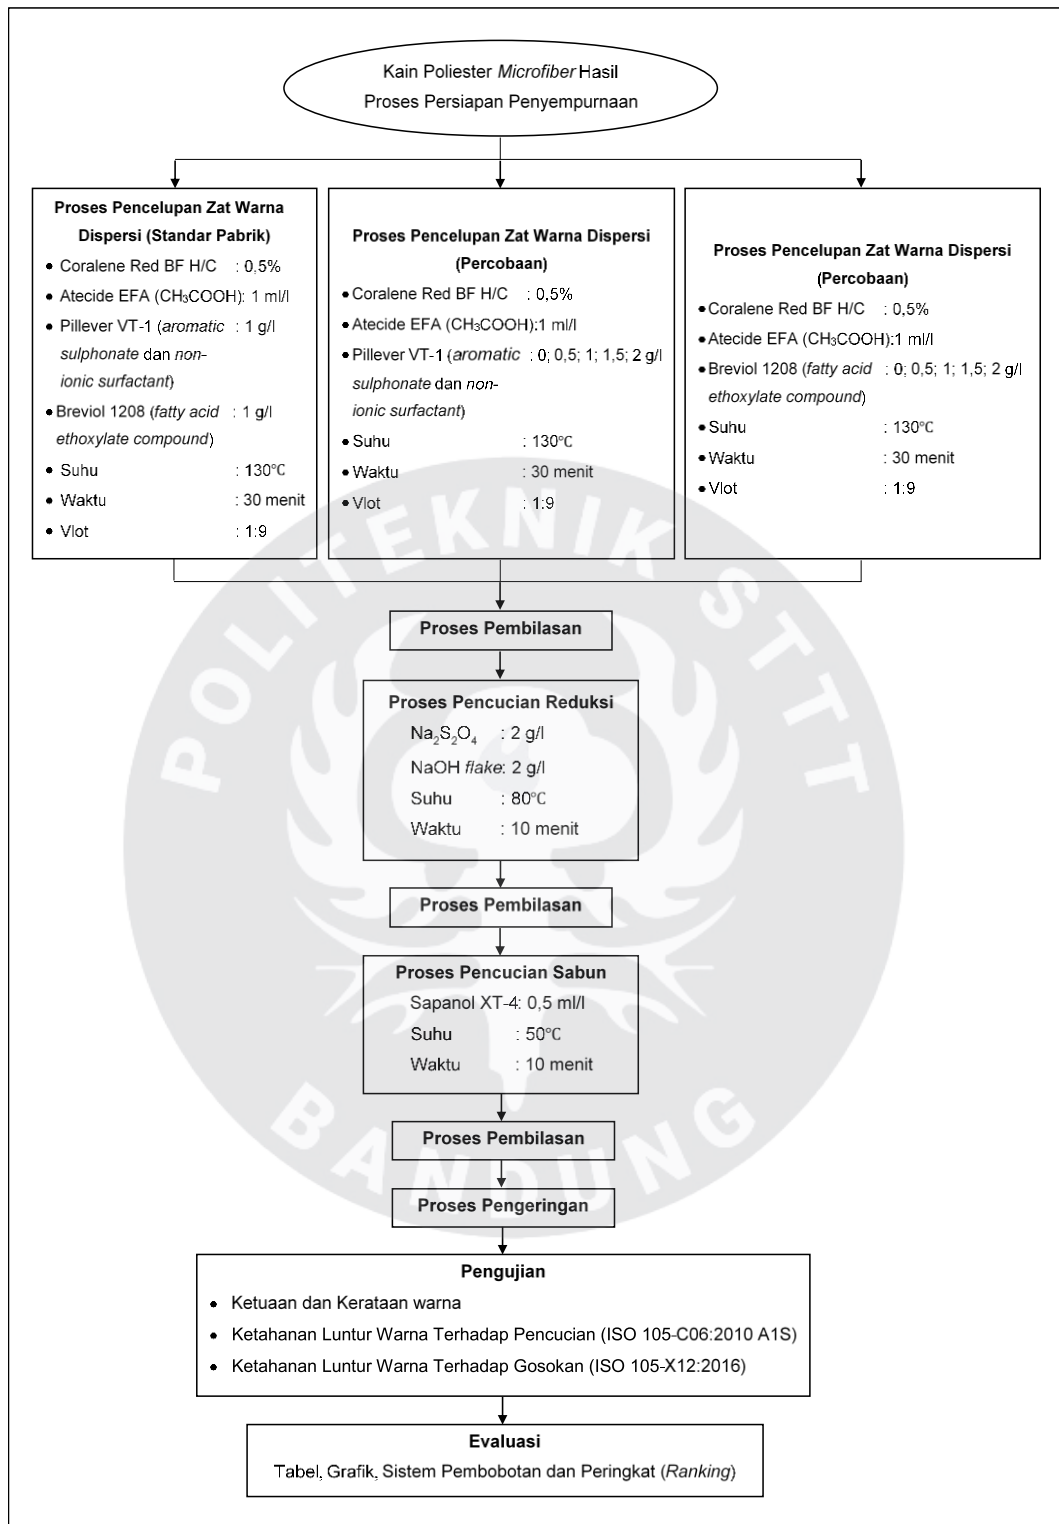 Kain Poliester Microfiber Hasil
Proses Persiapan Penyempurnaan
Proses Pencelupan Zat Warna
Dispersi (Standar Pabrik)
• Coralene Red BF H/C : 0,5%
• Atecide EFA (CH₃COOH): 1 ml/l
• Pillever VT-1 (aromatic : 1 g/l
sulphonate dan non-
ionic surfactant)
• Breviol 1208 (fatty acid : 1 g/l
ethoxylate compound)
• Suhu : 130℃
• Waktu : 30 menit
• Vlot : 1:9
Proses Pencelupan Zat Warna Dispersi
(Percobaan)
• Coralene Red BF H/C : 0,5%
• Atecide EFA (CH₃COOH):1 ml/l
• Pillever VT-1 (aromatic : 0; 0,5; 1; 1,5; 2 g/l
sulphonate dan non-
ionic surfactant)
• Suhu : 130℃
• Waktu : 30 menit
• Vlot : 1:9
Proses Pencelupan Zat Warna Dispersi
(Percobaan)
• Coralene Red BF H/C : 0,5%
• Atecide EFA (CH₃COOH):1 ml/l
• Breviol 1208 (fatty acid : 0; 0,5; 1; 1,5; 2 g/l
ethoxylate compound)
• Suhu : 130℃
• Waktu : 30 menit
• Vlot : 1:9
Proses Pembilasan
Proses Pencucian Reduksi
Na₂S₂O₄ : 2 g/l
NaOH flake: 2 g/l
Suhu : 80℃
Waktu : 10 menit
Proses Pembilasan
Proses Pencucian Sabun
Sapanol XT-4: 0,5 ml/l
Suhu : 50℃
Waktu : 10 menit
Proses Pembilasan
Proses Pengeringan
Pengujian
• Ketuaan dan Kerataan warna
• Ketahanan Luntur Warna Terhadap Pencucian (ISO 105-C06:2010 A1S)
• Ketahanan Luntur Warna Terhadap Gosokan (ISO 105-X12:2016)
Evaluasi
Tabel, Grafik, Sistem Pembobotan dan Peringkat (Ranking)
POLITEKNIK STTT
BANDUNG